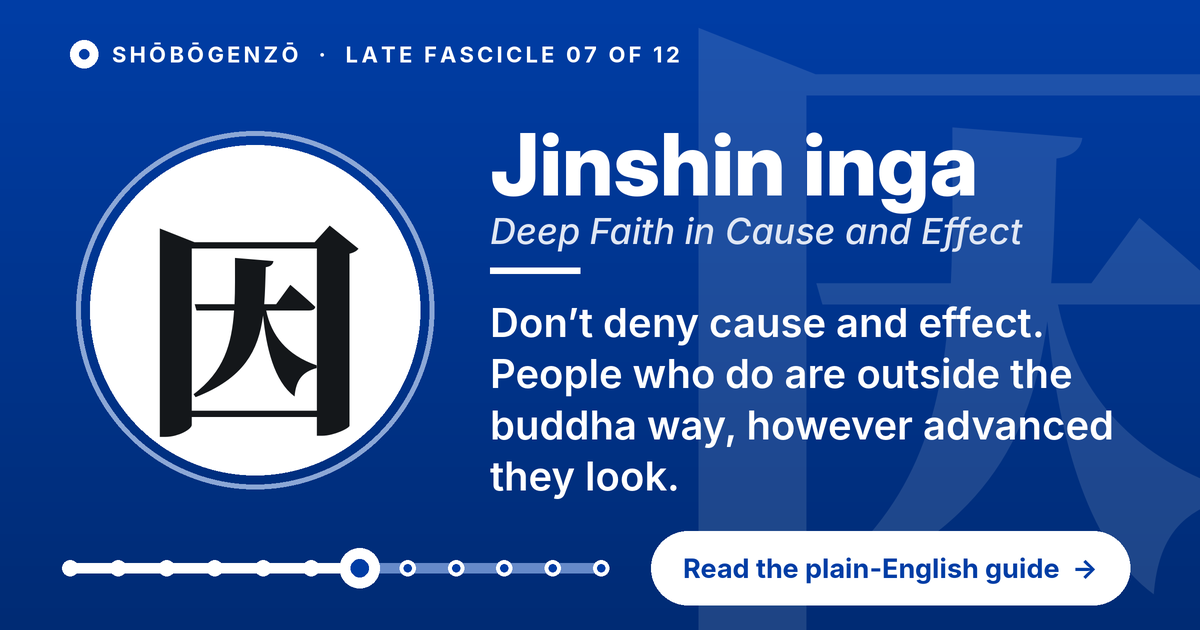 SHŌBŌGENZŌ · LATE FASCICLE 07 OF 12
因
Jinshin inga
Deep Faith in Cause and Effect
Don’t deny cause and effect.
People who do are outside the
buddha way, however advanced
they look.
Read the plain-English guide →